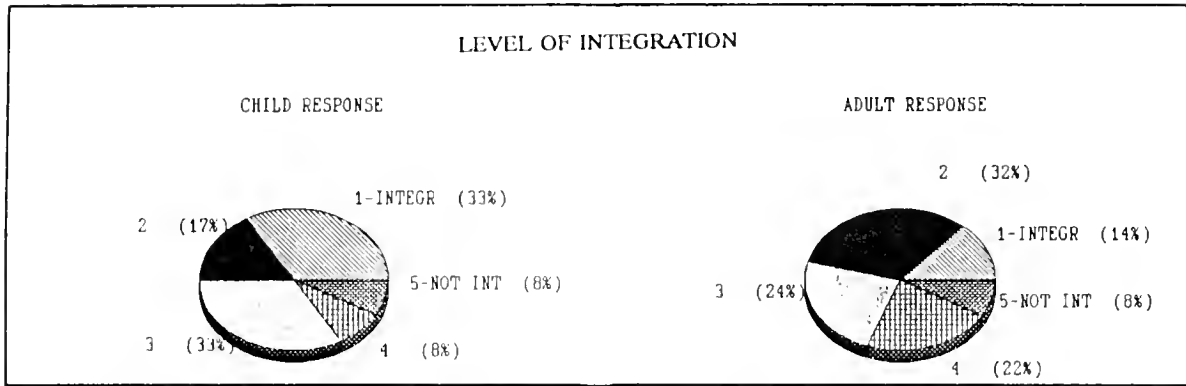 LEVEL OF INTEGRATION
CHILD RESPONSE
1-INTEGR (33%)
2 (17%)
5-NOT INT (8%)
3 (33%)
4 (8%)
ADULT RESPONSE
2 (32%)
1-INTEGR (14%)
3 (24%)
5-NOT INT (8%)
4 (22%)